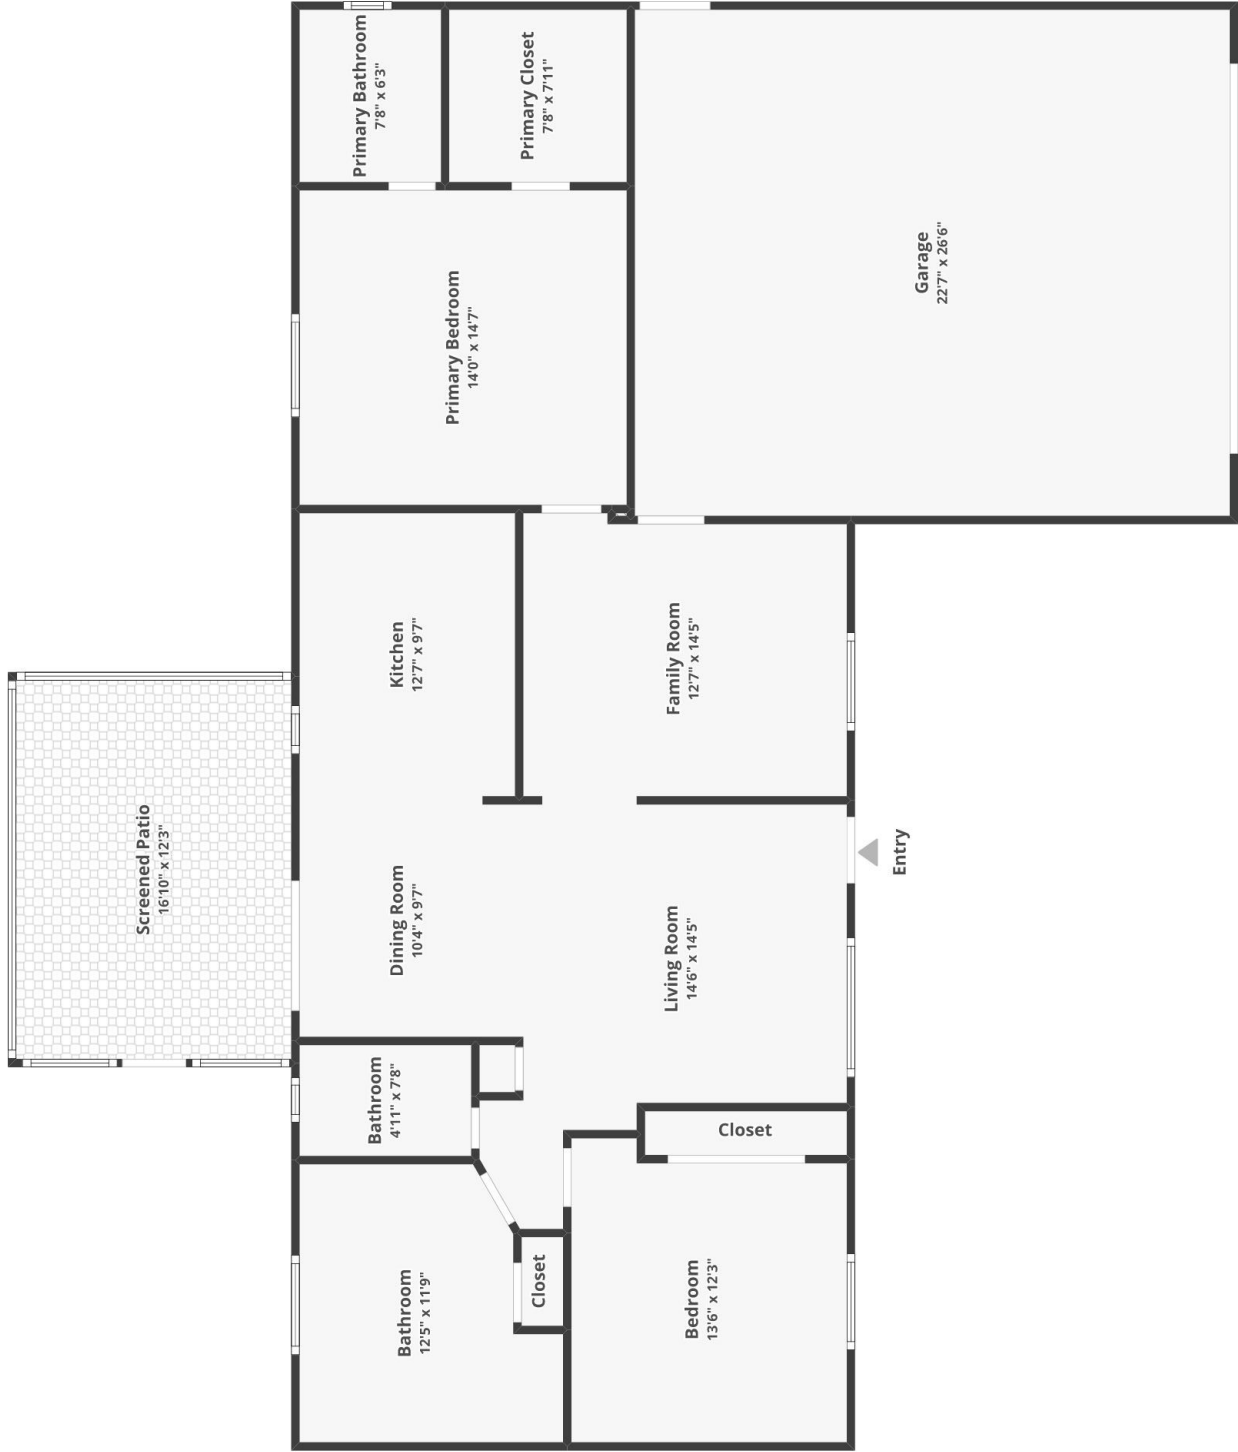 Primary Bathroom
7'8" x 6'3"
Primary Closet
7'8" x 7'11"
Garage
22'7" x 26'6"
Primary Bedroom
14'0" x 14'7"
Kitchen
12'7" x 9'7"
Family Room
12'7" x 14'5"
Screened Patio
16'10" x 12'3"
Dining Room
10'4" x 9'7"
Living Room
14'6" x 14'5"
Entry
Bathroom
4'11" x 7'8"
Closet
Bathroom
12'5" x 11'9"
Closet
Bedroom
13'6" x 12'3"